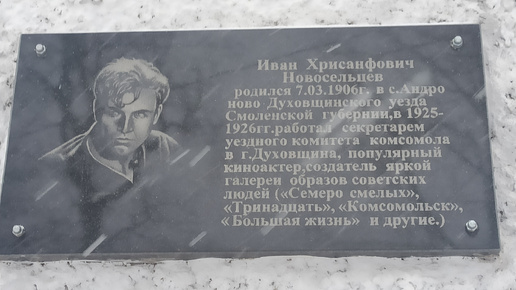 Иван Хрисанфович
Новосельцев
родился 7.03.1906г. в с.Андро
ново Духовщинского уезда
Смоленской губернии,в 1925-
1926гг.работал секретарем
уездного комитета комсомола
в г.Духовщина, популярный
киноактер,создатель яркой
галереи образов советских
людей («Семеро смелых»,
«Тринадцать», «Комсомольск»,
«Большая жизнь» и другие.)